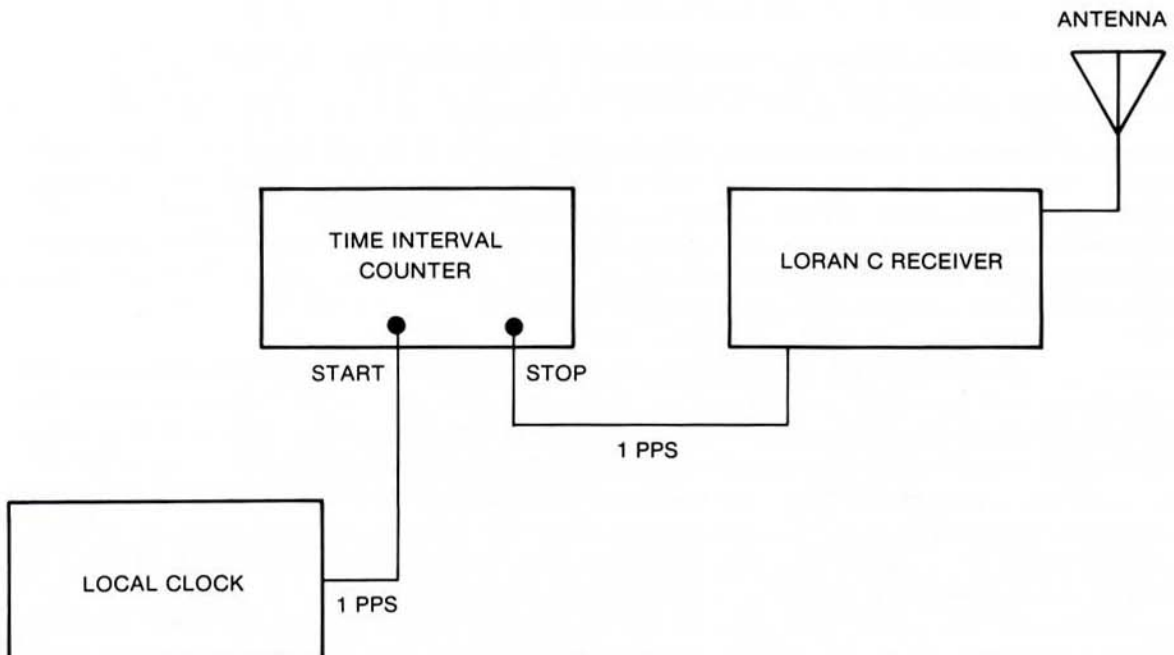 ANTENNA
TIME INTERVAL
COUNTER
LORAN C RECEIVER
START
STOP
1 PPS
LOCAL CLOCK
1 PPS